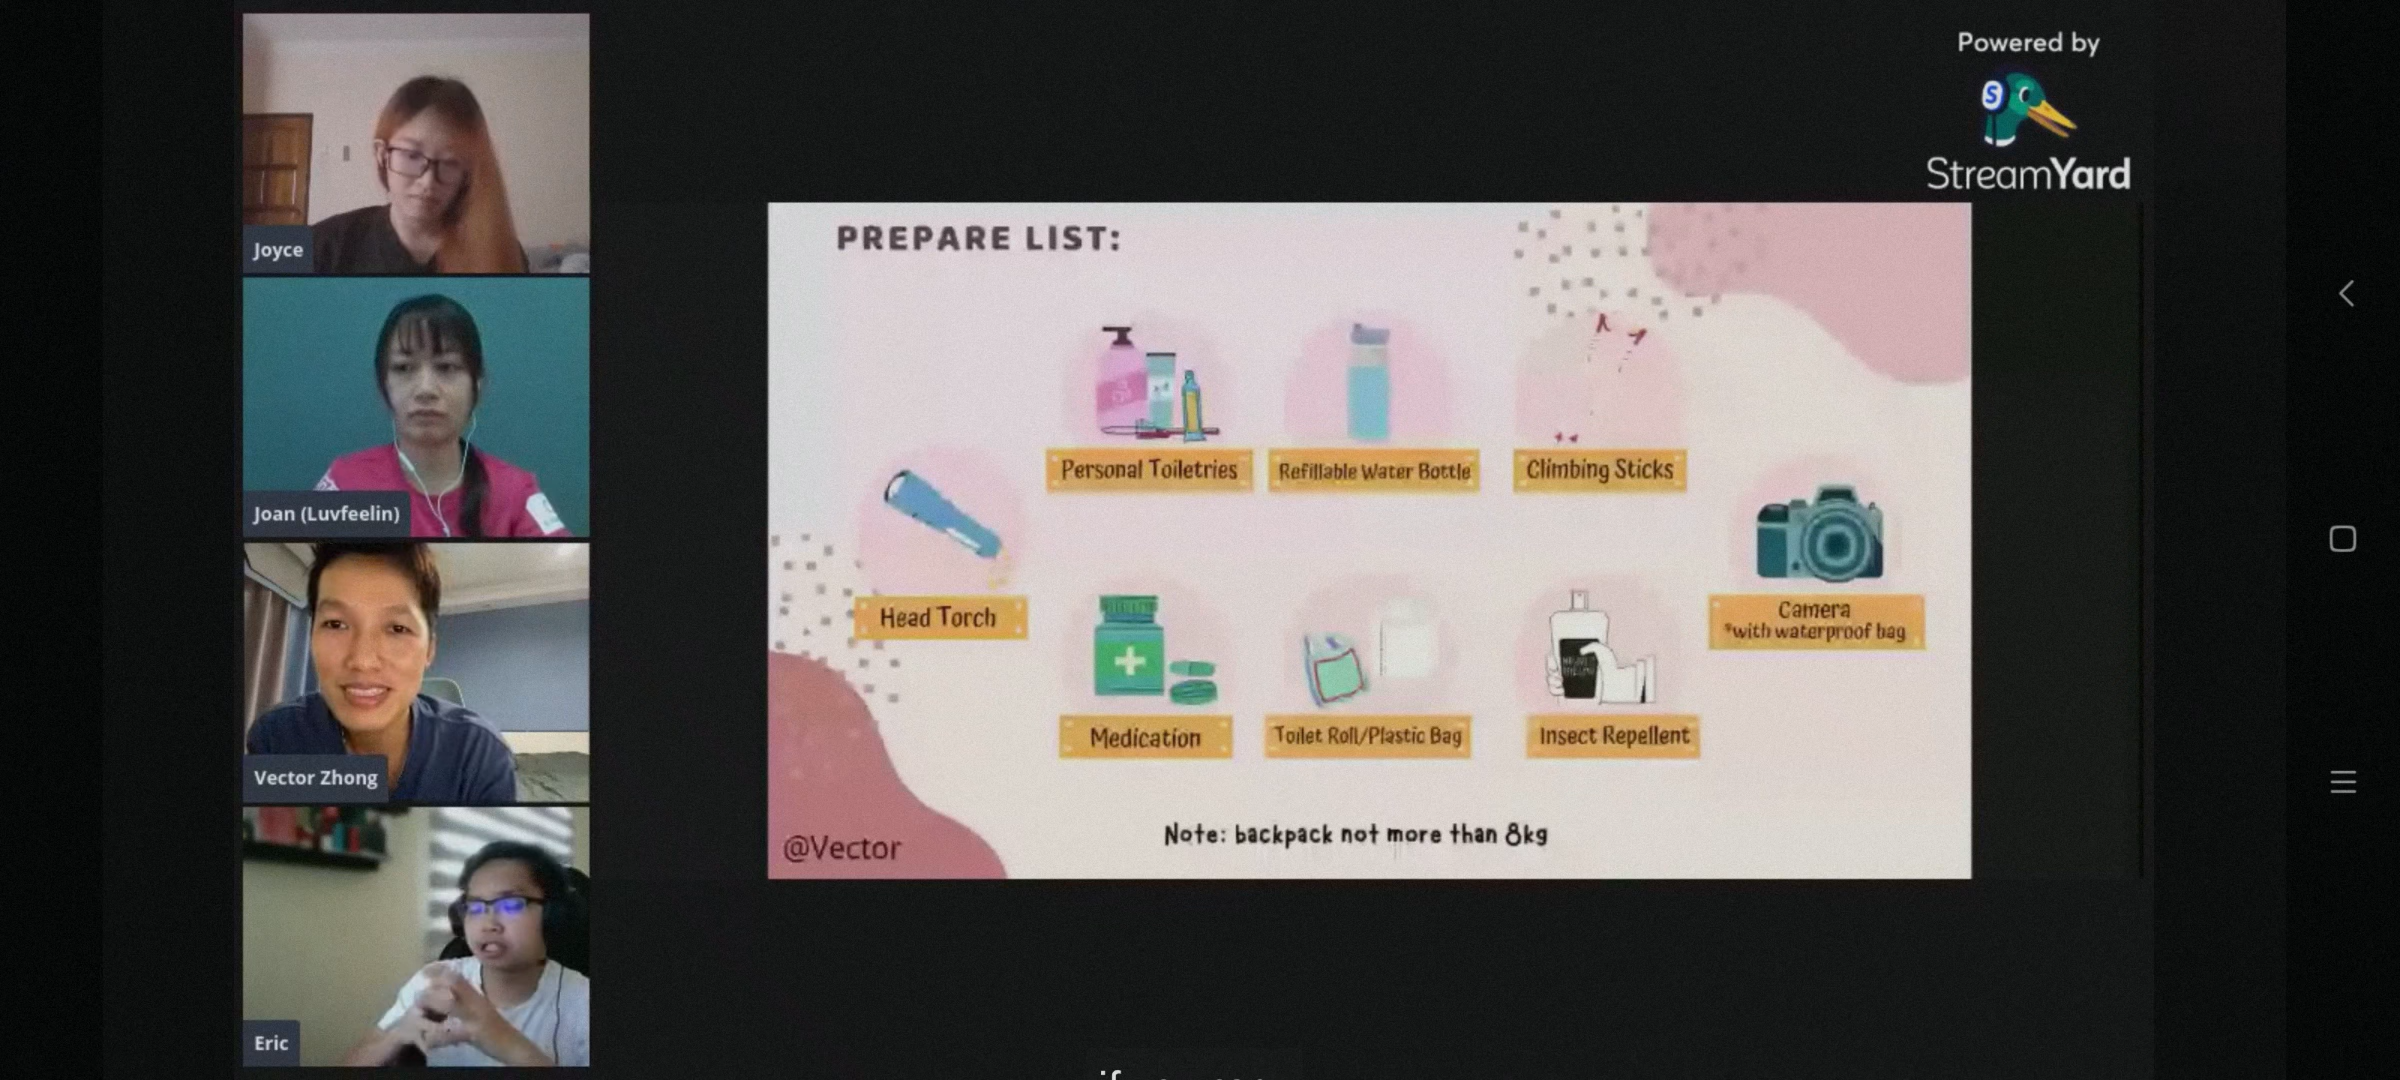 Powered by
S
StreamYard
Joyce
Joan (Luvfeelin)
Vector Zhong
Eric
PREPARE LIST:
Personal Toiletries
Refillable Water Bottle
Climbing Sticks
Head Torch
Camera
*with waterproof bag
Medication
Toilet Roll/Plastic Bag
Insect Repellent
Note: backpack not more than 8kg
@Vector